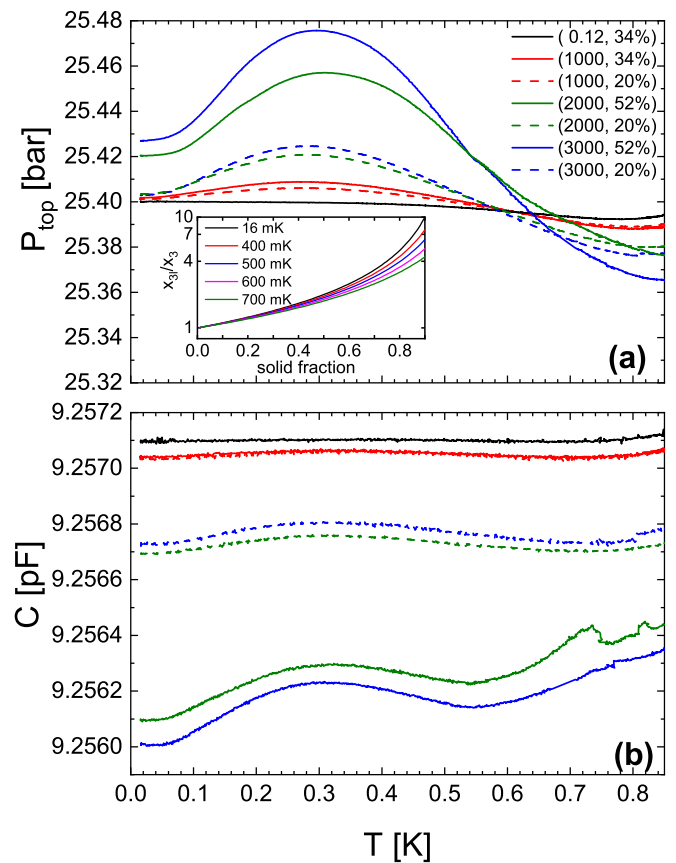 25.48
25.46
25.44
25.42
25.40
25.38
25.36
25.34
25.32
P_top [bar]
( 0.12, 34%)
(1000, 34%)
(1000, 20%)
(2000, 52%)
(2000, 20%)
(3000, 52%)
(3000, 20%)
10
7
4
1
x_3l/x_3
16 mK
400 mK
500 mK
600 mK
700 mK
0.0 0.2 0.4 0.6 0.8
solid fraction
(a)
9.2572
9.2570
9.2568
9.2566
9.2564
9.2562
9.2560
C [pF]
(b)
0.0 0.1 0.2 0.3 0.4 0.5 0.6 0.7 0.8
T [K]